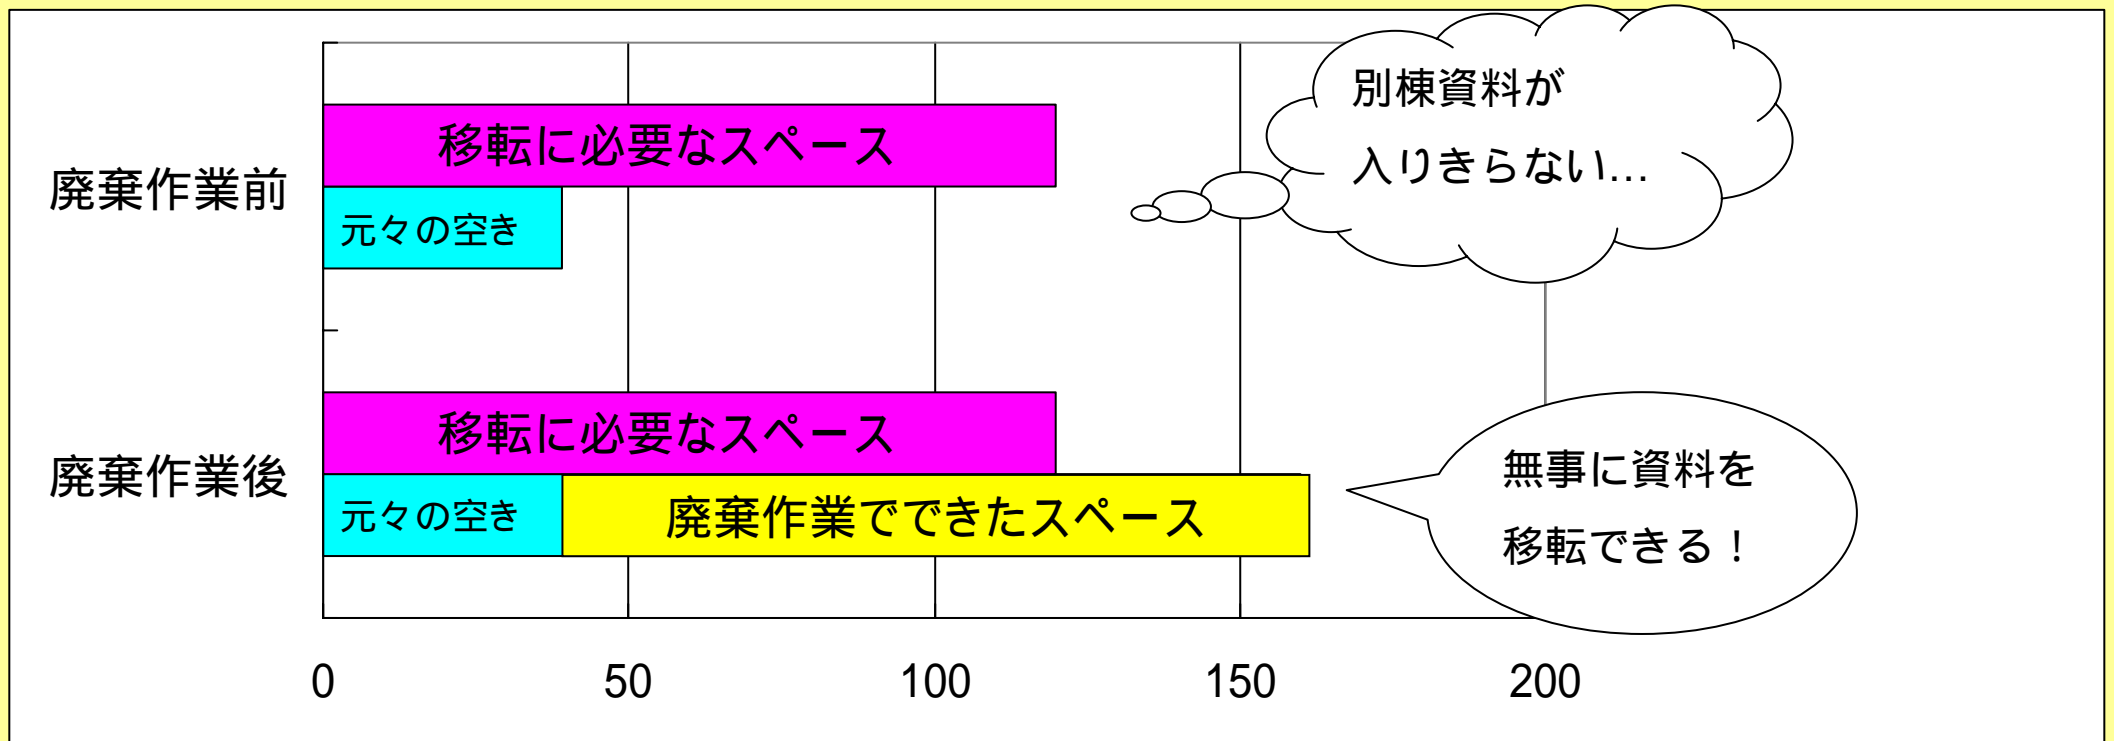 別棟資料が
入りきらない...
廃棄作業前
移転に必要なスペース
元々の空き
廃棄作業後
移転に必要なスペース
元々の空き
廃棄作業でできたスペース
無事に資料を
移転できる！
0 50 100 150 200